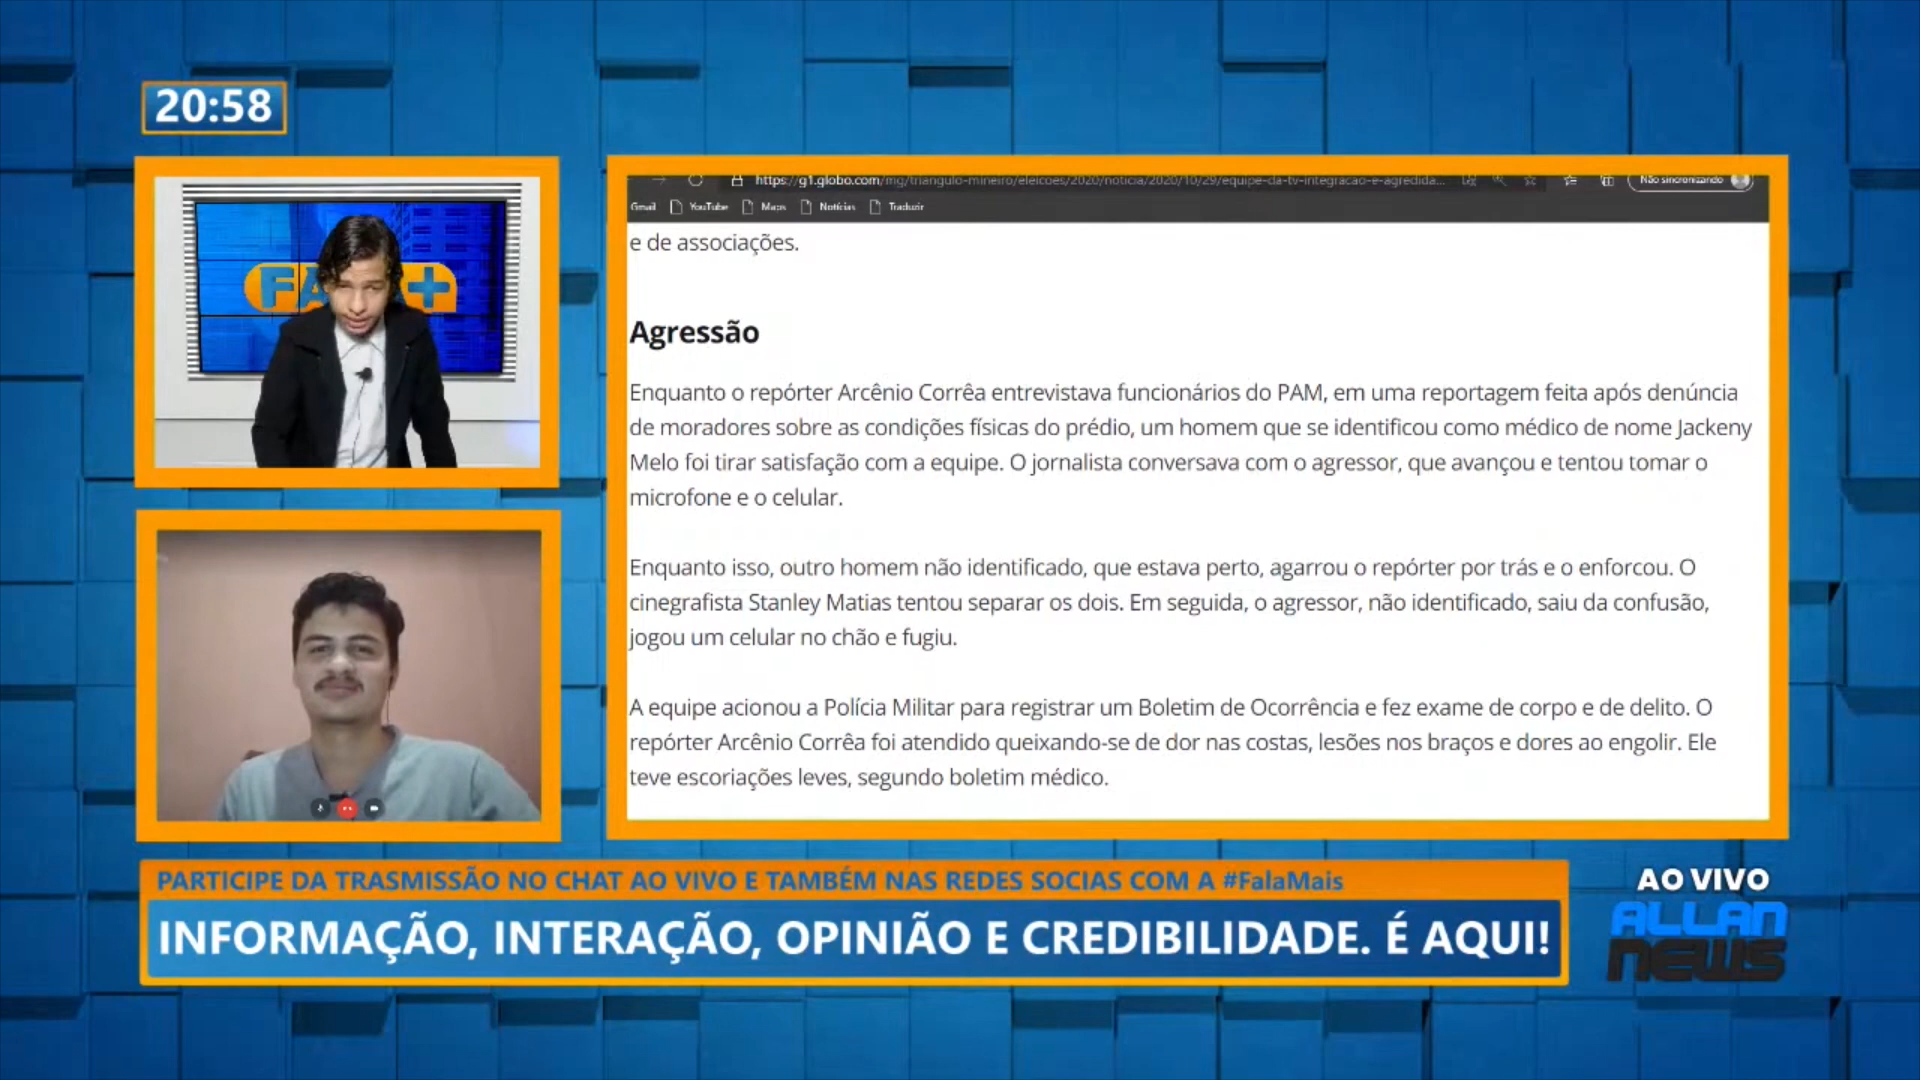 20:58
FA +
https://g1.globo.com/mg/triangulo-mineiro/eleicoes/2020/noticia/2020/10/29/equipe-da-tv-integracao-e-agredida...
Não sincronizando
Gmail YouTube Maps Notícias Traduzir
e de associações.
Agressão
Enquanto o repórter Arcênio Corrêa entrevistava funcionários do PAM, em uma reportagem feita após denúncia
de moradores sobre as condições físicas do prédio, um homem que se identificou como médico de nome Jackeny
Melo foi tirar satisfação com a equipe. O jornalista conversava com o agressor, que avançou e tentou tomar o
microfone e o celular.
Enquanto isso, outro homem não identificado, que estava perto, agarrou o repórter por trás e o enforcou. O
cinegrafista Stanley Matias tentou separar os dois. Em seguida, o agressor, não identificado, saiu da confusão,
jogou um celular no chão e fugiu.
A equipe acionou a Polícia Militar para registrar um Boletim de Ocorrência e fez exame de corpo e de delito. O
repórter Arcênio Corrêa foi atendido queixando-se de dor nas costas, lesões nos braços e dores ao engolir. Ele
teve escoriações leves, segundo boletim médico.
PARTICIPE DA TRASMISSÃO NO CHAT AO VIVO E TAMBÉM NAS REDES SOCIAS COM A #FalaMais
INFORMAÇÃO, INTERAÇÃO, OPINIÃO E CREDIBILIDADE. É AQUI!
AO VIVO
ALLAN
NEWS